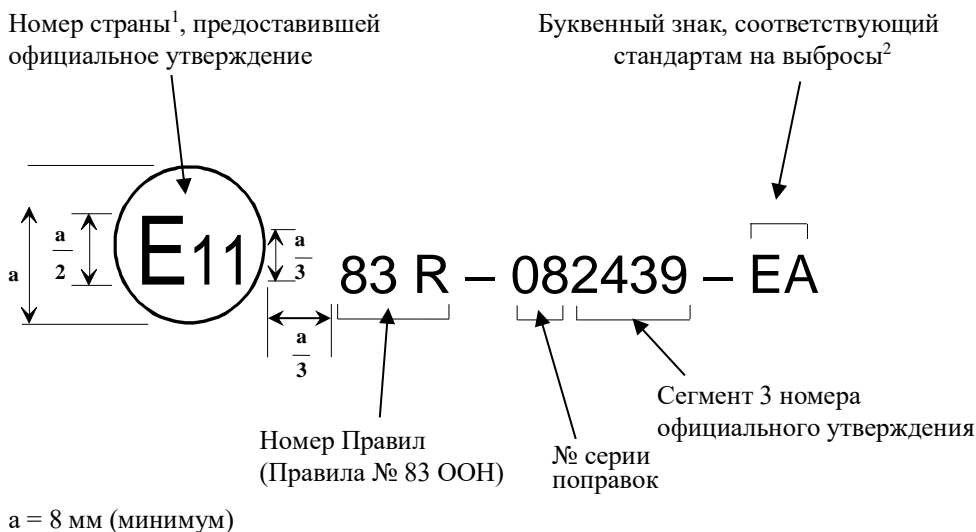 Номер страны¹, предоставившей
официальное утверждение
Буквенный знак, соответствующий
стандартам на выбросы²
a
a
2
E11
a
3
a
3
83 R – 082439 – EA
Номер Правил
(Правила № 83 ООН)
№ серии
поправок
Сегмент 3 номера
официального утверждения
a = 8 мм (минимум)